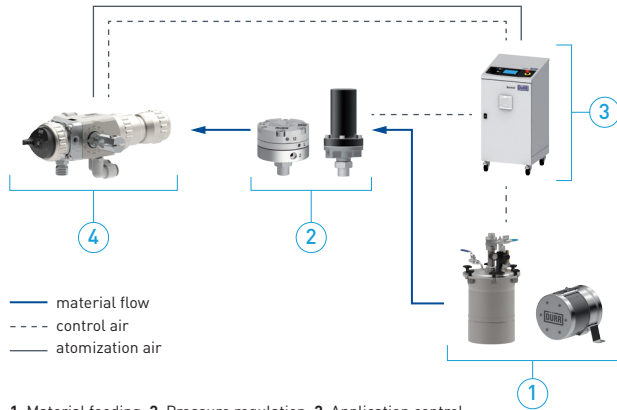 3
4
2
material flow
control air
atomization air
DURR
1
1 Material feeding 2 Pressure regulation 3 Application control